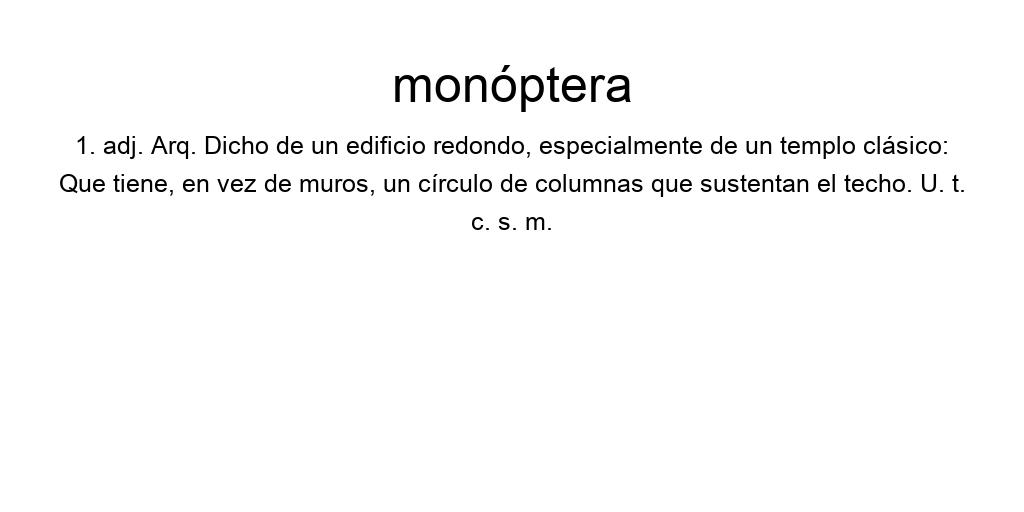 monóptera
1. adj. Arq. Dicho de un edificio redondo, especialmente de un templo clásico:
Que tiene, en vez de muros, un círculo de columnas que sustentan el techo. U. t.
c. s. m.